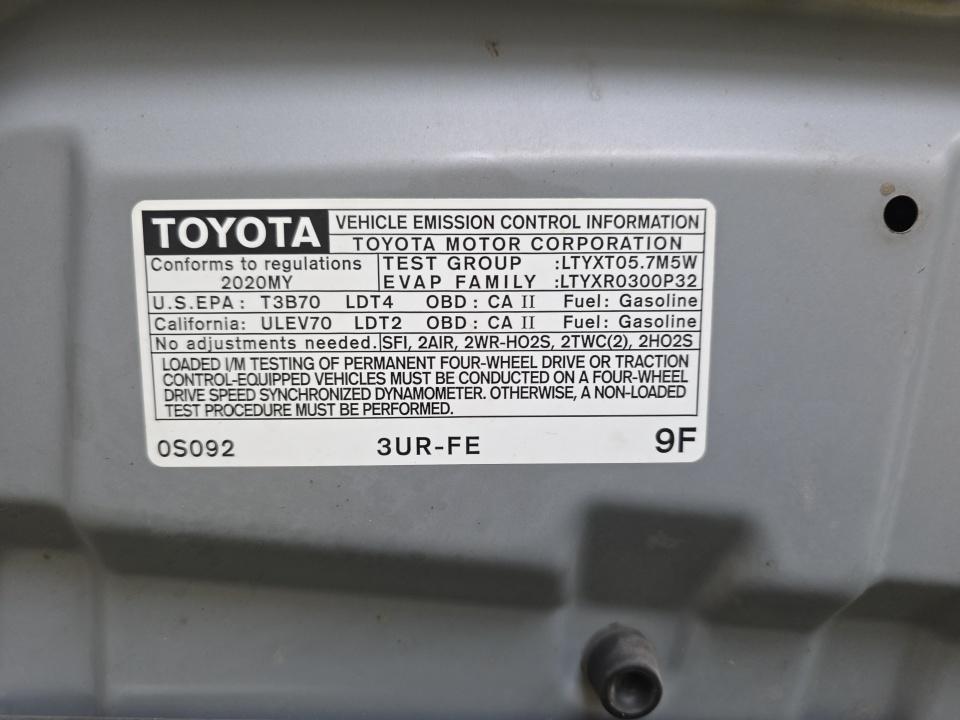 TOYOTA VEHICLE EMISSION CONTROL INFORMATION
TOYOTA MOTOR CORPORATION
Conforms to regulations TEST GROUP :LTYXT05.7M5W
2020MY EVAP FAMILY :LTYXR0300P32
U.S.EPA: T3B70 LDT4 OBD: CA II Fuel: Gasoline
California: ULEV70 LDT2 OBD: CA II Fuel: Gasoline
No adjustments needed. SFI, 2AIR, 2WR-HO2S, 2TWC(2), 2HO2S
LOADED I/M TESTING OF PERMANENT FOUR-WHEEL DRIVE OR TRACTION
CONTROL-EQUIPPED VEHICLES MUST BE CONDUCTED ON A FOUR-WHEEL
DRIVE SPEED SYNCHRONIZED DYNAMOMETER. OTHERWISE, A NON-LOADED
TEST PROCEDURE MUST BE PERFORMED.
0S092 3UR-FE 9F